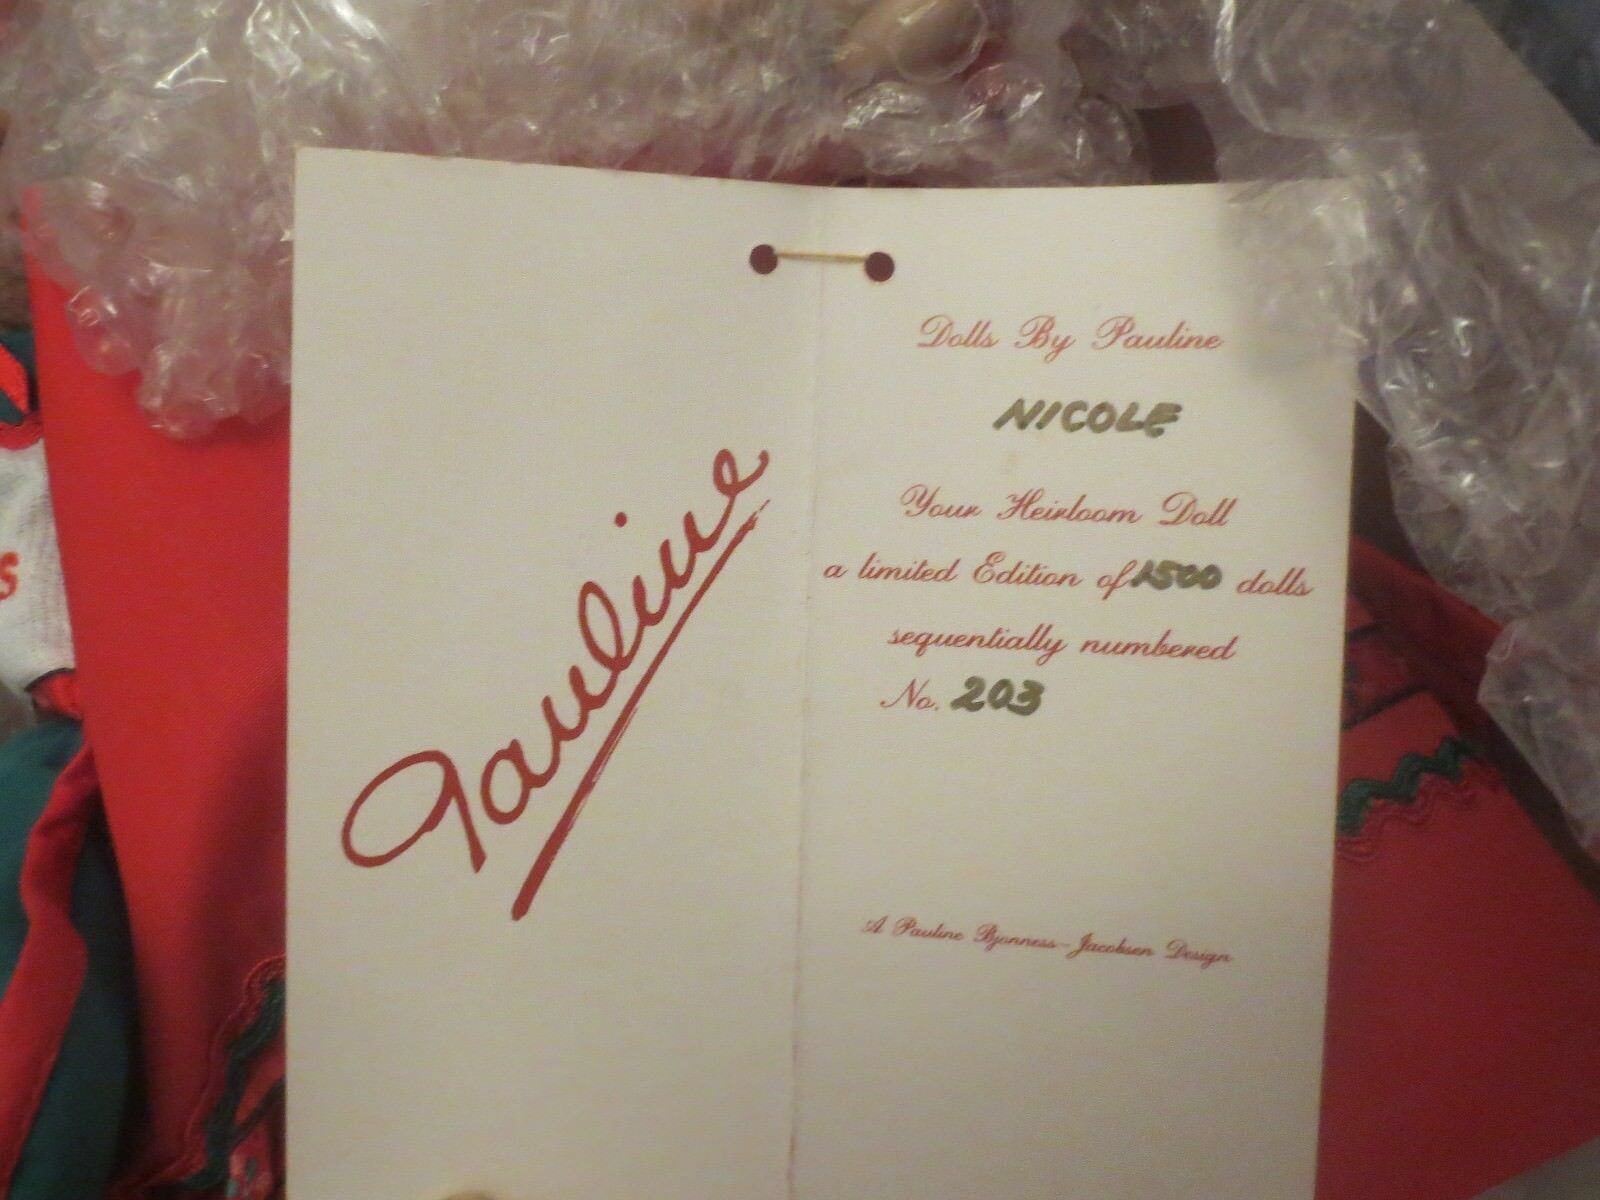 Pauline
Dolls By Pauline
NICOLE
Your Heirloom Doll
a limited Edition of 1500 dolls
sequentially numbered
No. 203
A Pauline Bjonness-Jacobsen Design
S